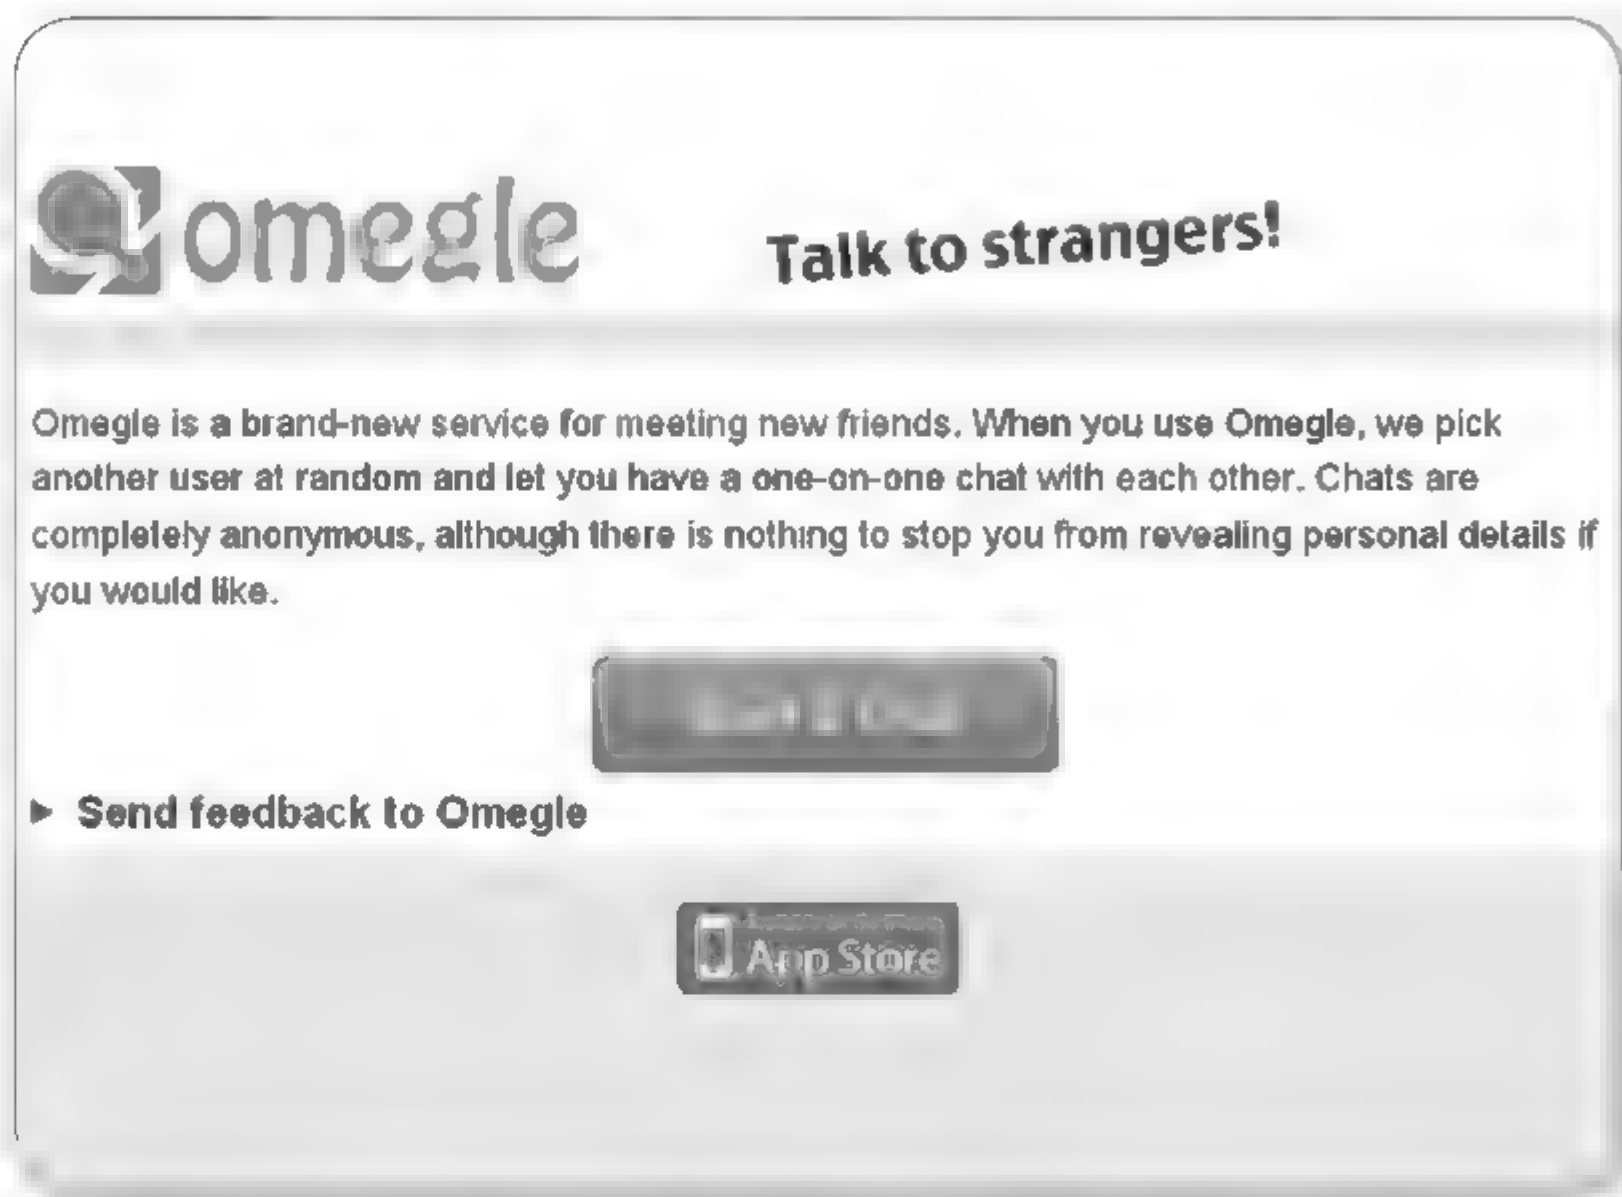 omegle
Talk to strangers!
Omegle is a brand-new service for meeting new friends. When you use Omegle, we pick
another user at random and let you have a one-on-one chat with each other. Chats are
completely anonymous, although there is nothing to stop you from revealing personal details if
you would like.
Send feedback to Omegle
App Store